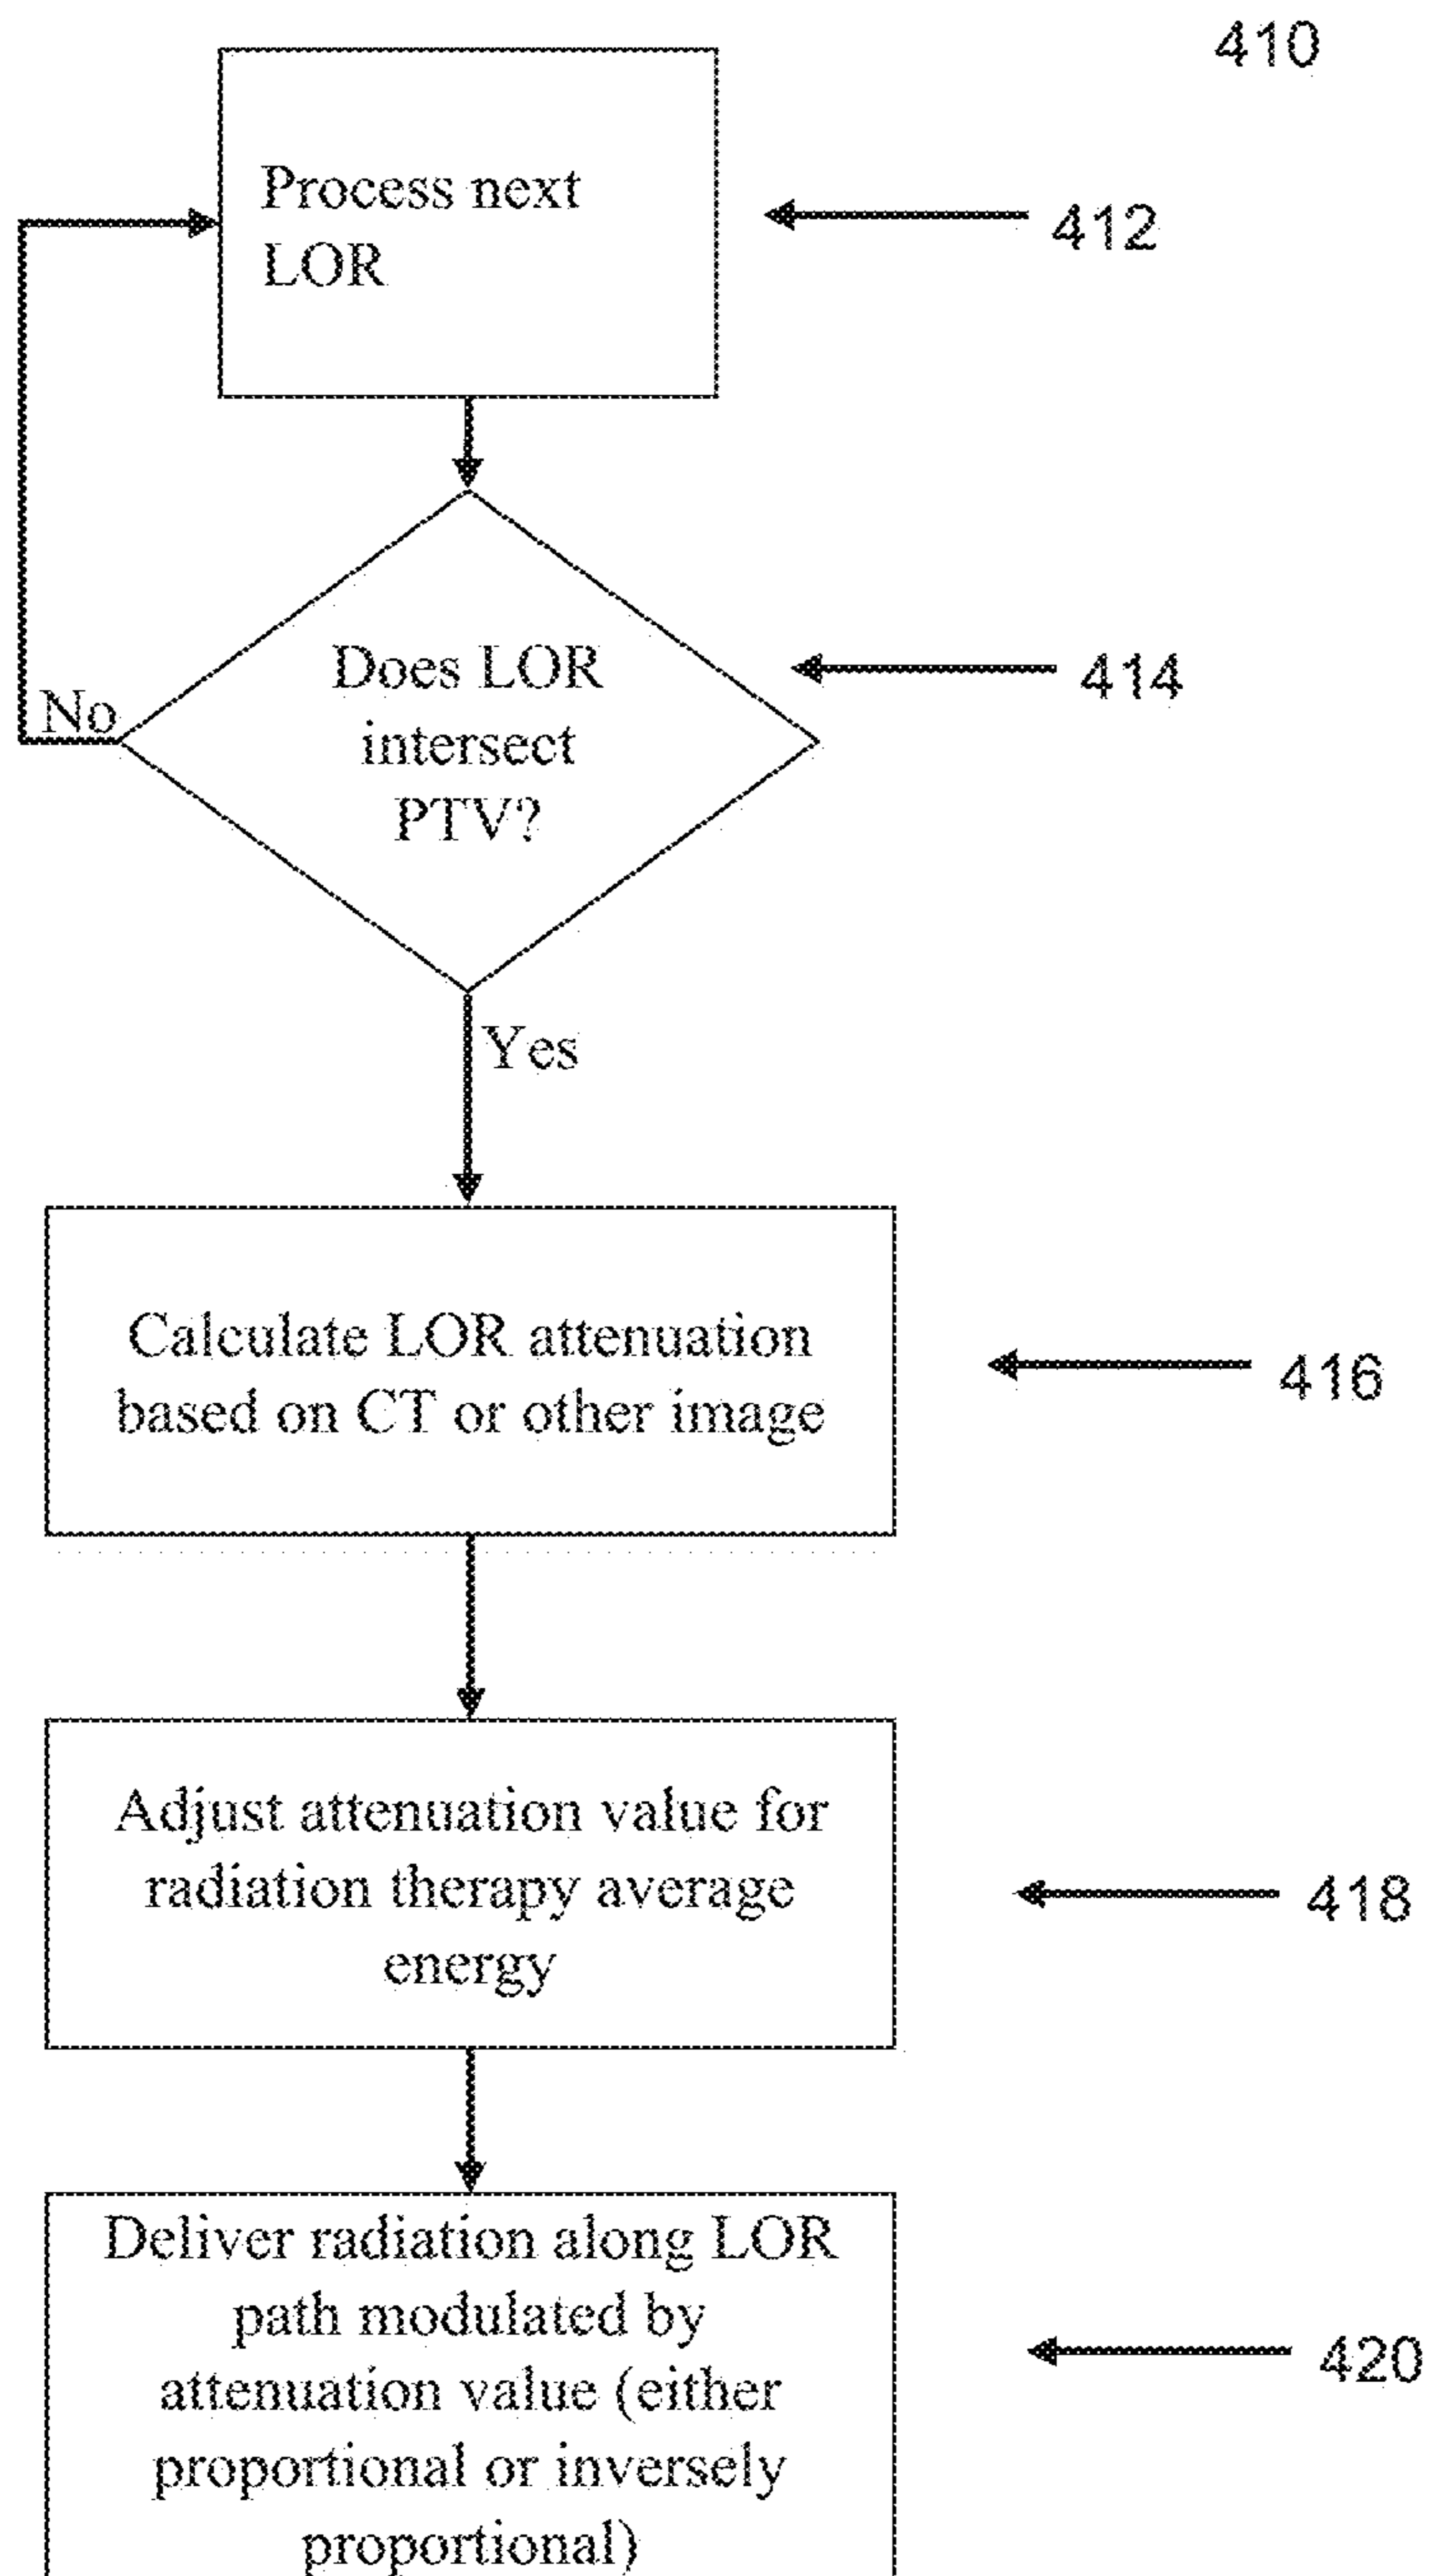 410
Process next
LOR
412
Does LOR
intersect
PTV?
414
No
Yes
Calculate LOR attenuation
based on CT or other image
416
Adjust attenuation value for
radiation therapy average
energy
418
Deliver radiation along LOR
path modulated by
attenuation value (either
proportional or inversely
proportional)
420